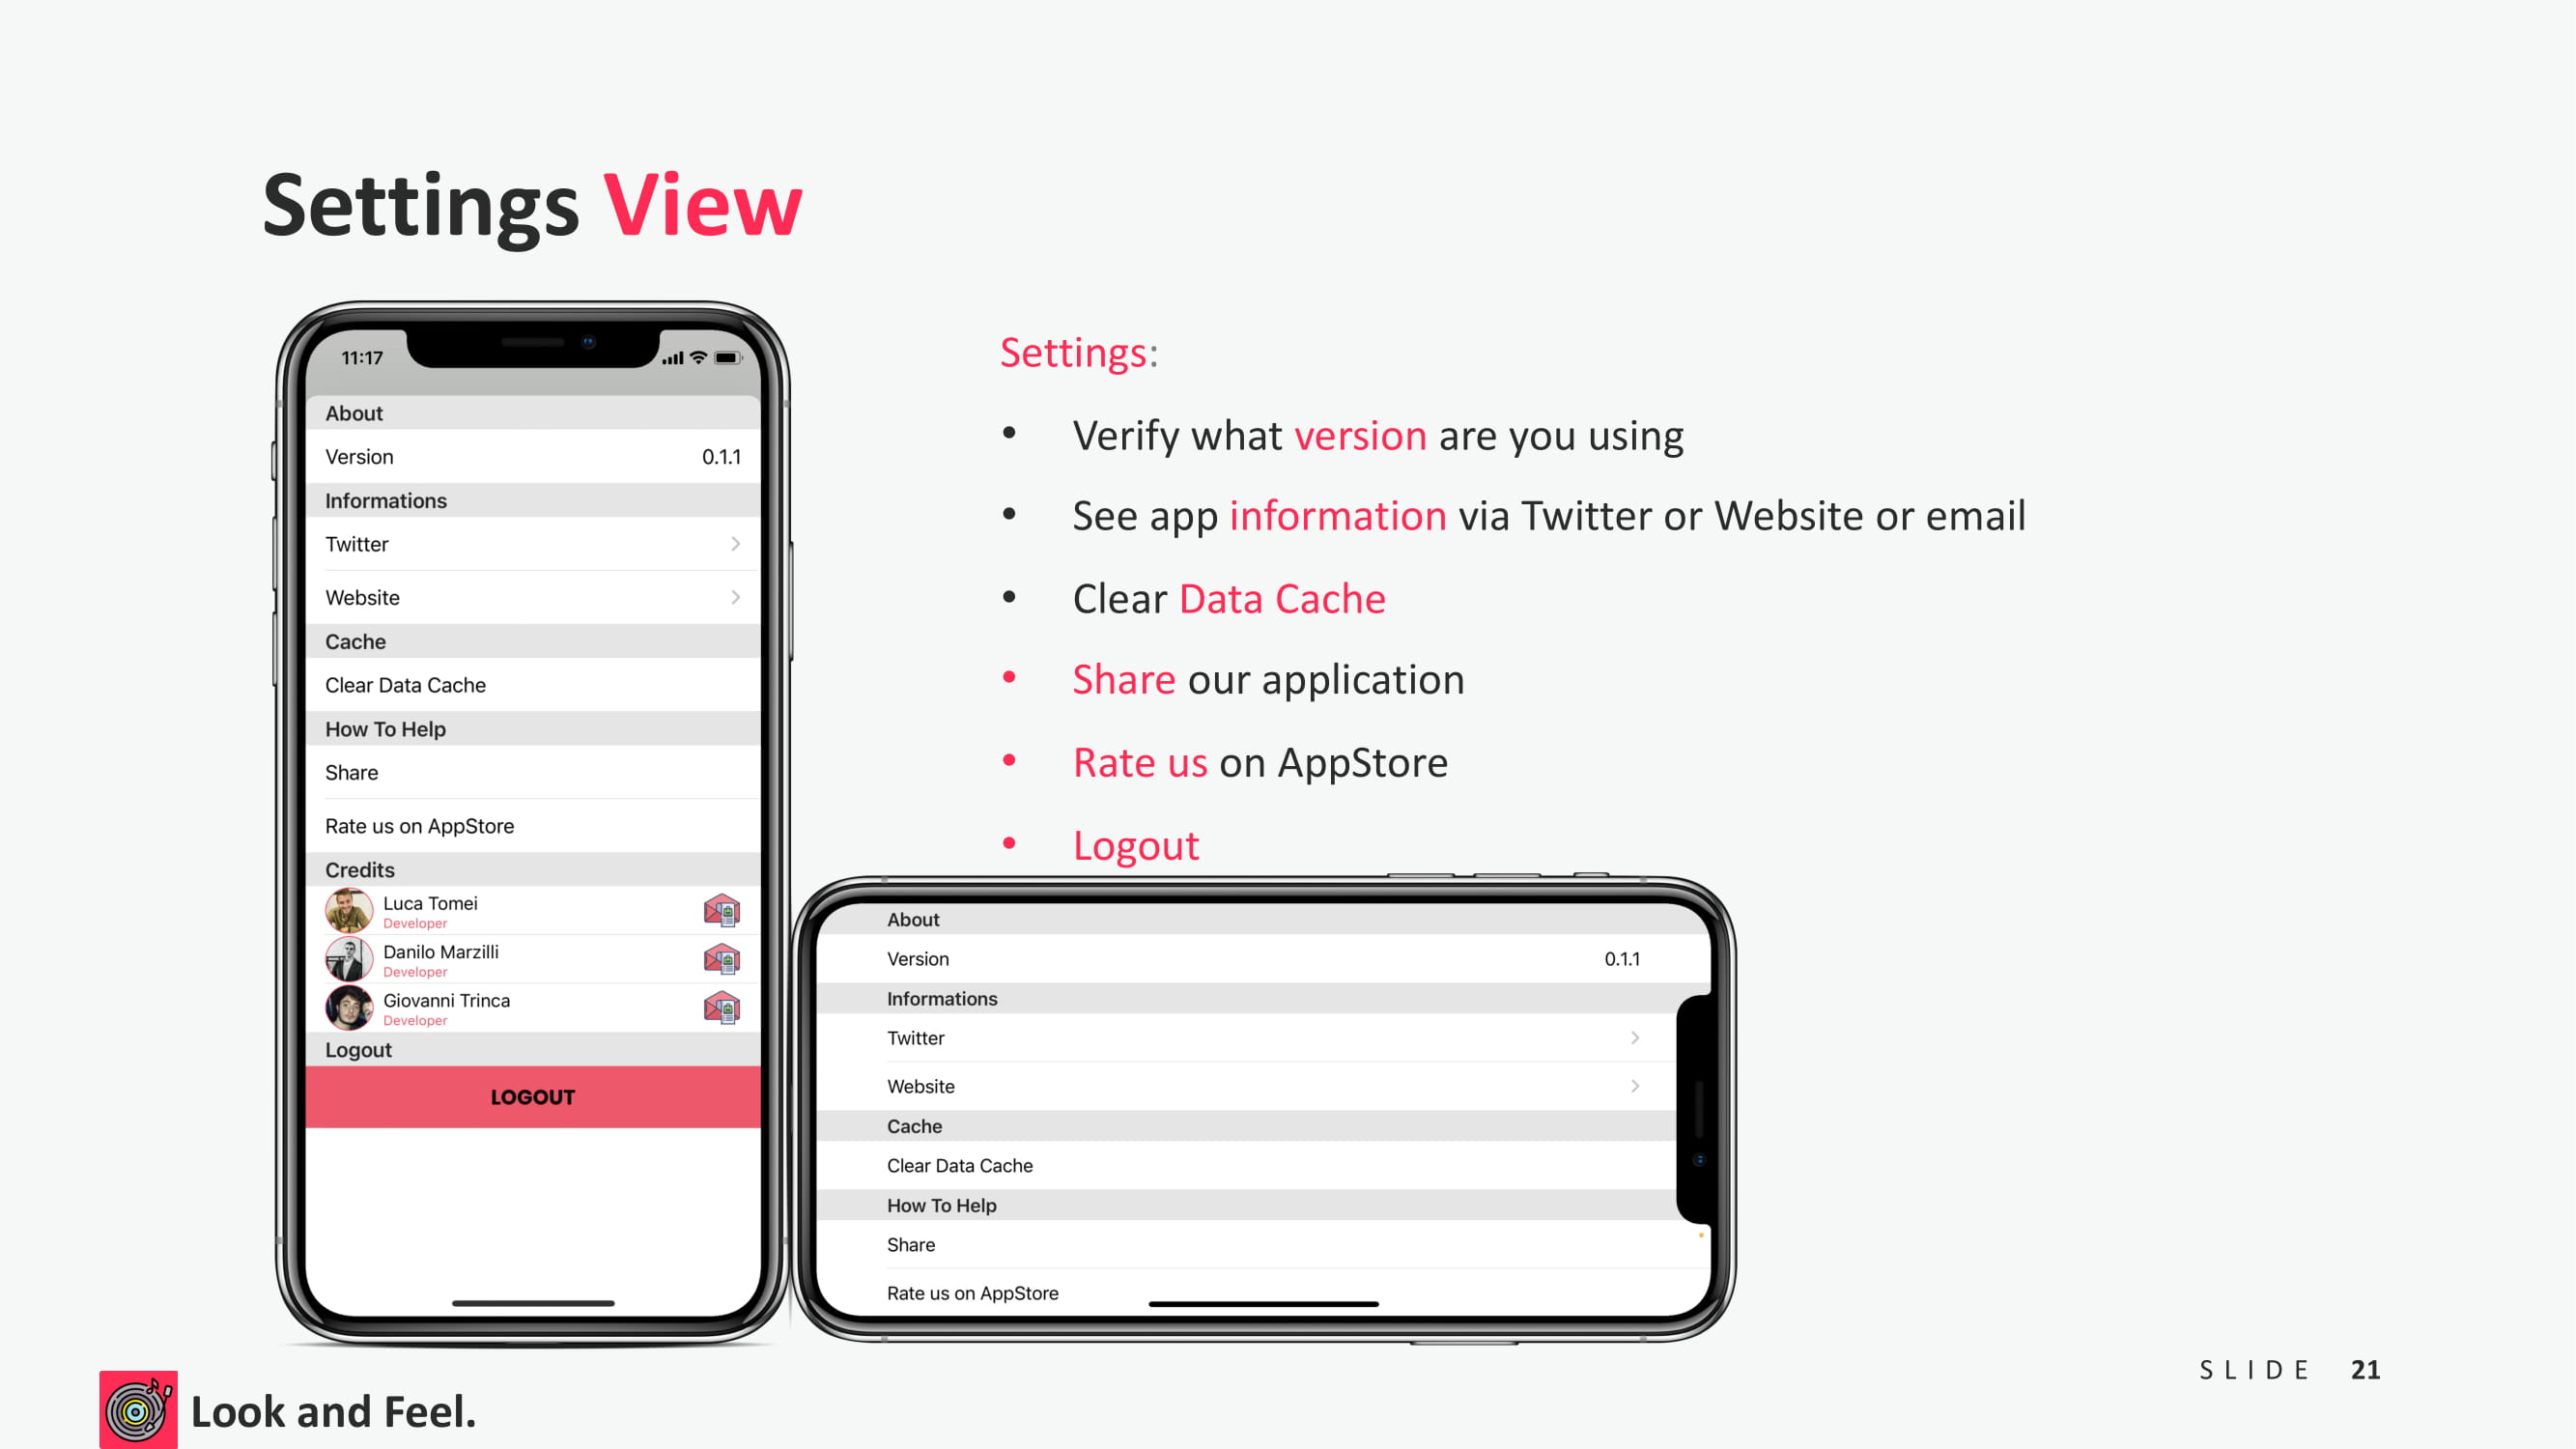 Settings View
11:17
About
Version 0.1.1
Informations
Twitter
Website
Cache
Clear Data Cache
How To Help
Share
Rate us on AppStore
Credits
Luca Tomei
Developer
Danilo Marzilli
Developer
Giovanni Trinca
Developer
Logout
LOGOUT
Settings:
• Verify what version are you using
• See app information via Twitter or Website or email
• Clear Data Cache
• Share our application
• Rate us on AppStore
• Logout
About
Version 0.1.1
Informations
Twitter
Website
Cache
Clear Data Cache
How To Help
Share
Rate us on AppStore
Look and Feel.
SLIDE 21